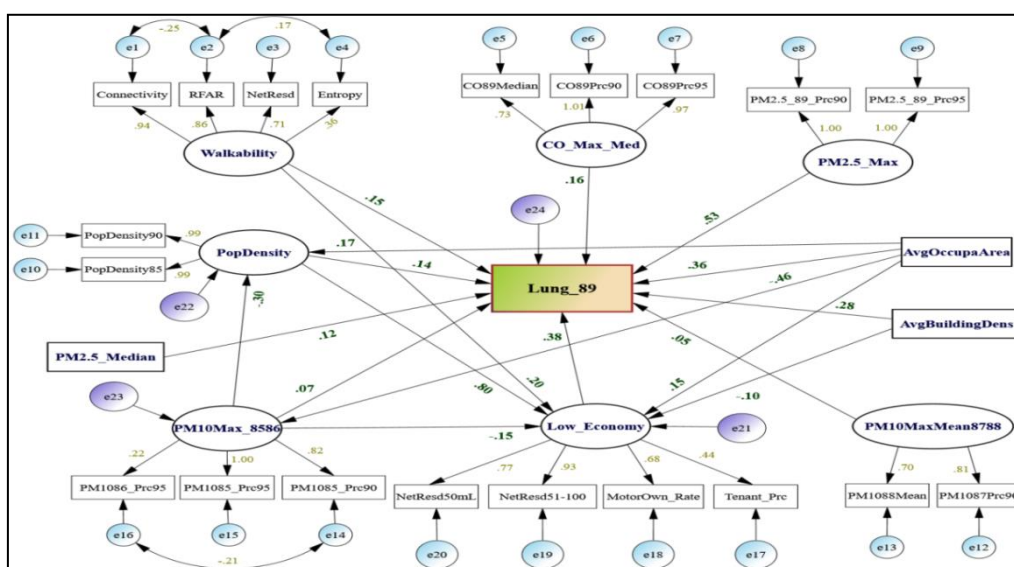 -.25
.17
e1
e2
e3
e4
e5
e6
e7
e8
e9
Connectivity
RFAR
NetResd
Entropy
CO89Median
CO89Prc90
CO89Prc95
PM2.5_89_Prc90
PM2.5_89_Prc95
.94
.86
.71
.36
.73
1.01
.97
1.00
1.00
Walkability
CO_Max_Med
PM2.5_Max
.15
.16
.53
e24
e11
PopDensity90
.99
e10
PopDensity85
.99
PopDensity
e22
.17
.14
Lung_89
.36
-.46
AvgOccupaArea
-.30
.28
AvgBuildingDens
PM2.5_Median
.12
.38
.05
e23
.07
.80
.20
.15
-.10
PM10Max_8586
-.15
Low_Economy
e21
PM10MaxMean8788
.22
1.00
.82
.77
.93
.68
.44
.70
.81
PM1086_Prc95
PM1085_Prc95
PM1085_Prc90
NetResd50mL
NetResd51-100
MotorOwn_Rate
Tenant_Prc
PM1088Mean
PM1087Prc90
e16
e15
e14
e20
e19
e18
e17
e13
e12
-.21